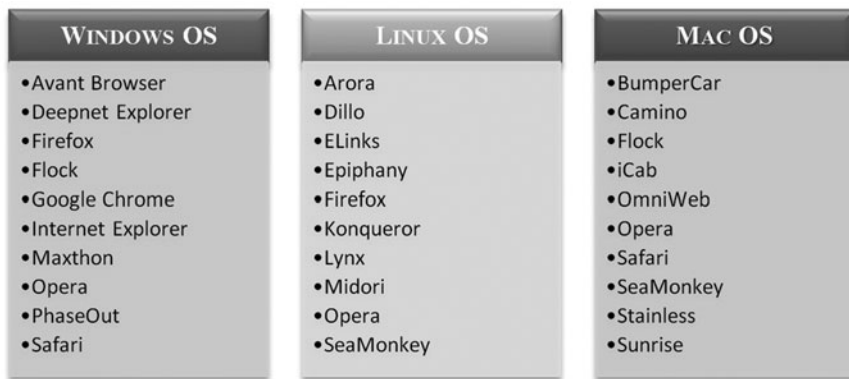 WINDOWS OS
•Avant Browser
•Deepnet Explorer
•Firefox
•Flock
•Google Chrome
•Internet Explorer
•Maxthon
•Opera
•PhaseOut
•Safari
LINUX OS
•Arora
•Dillo
•ELinks
•Epiphany
•Firefox
•Konqueror
•Lynx
•Midori
•Opera
•SeaMonkey
MAC OS
•BumperCar
•Camino
•Flock
•iCab
•OmniWeb
•Opera
•Safari
•SeaMonkey
•Stainless
•Sunrise